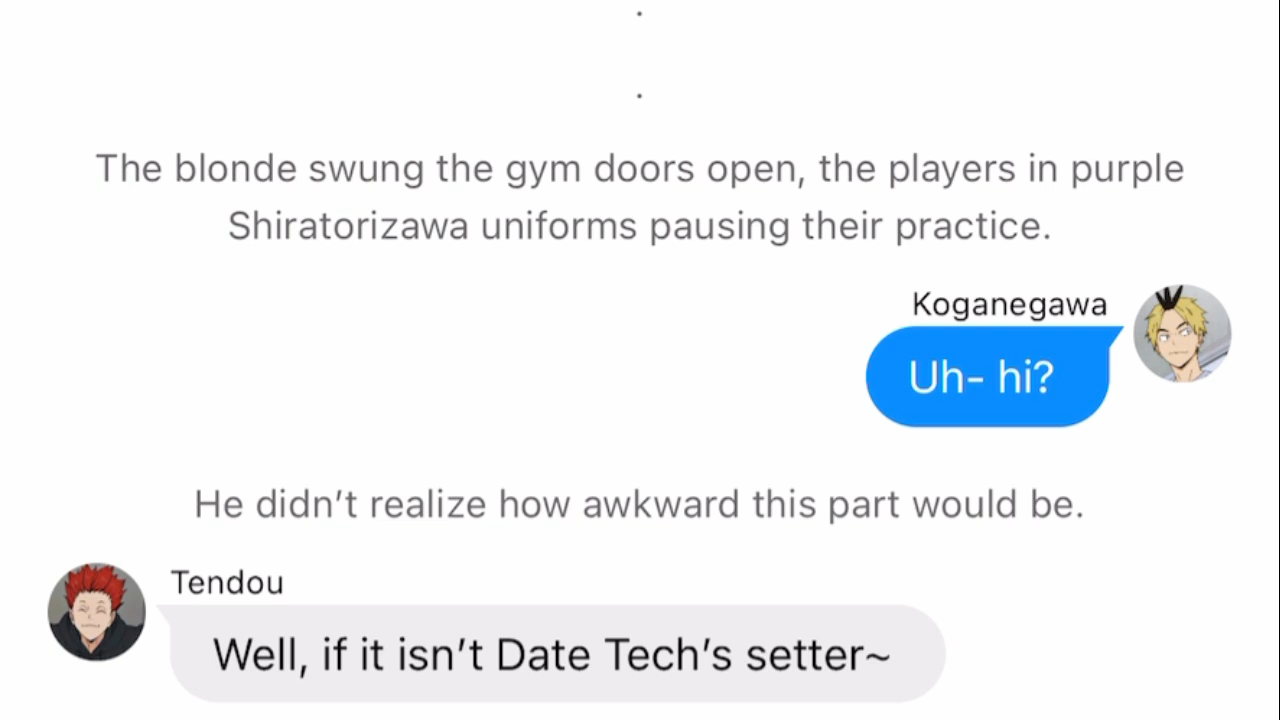 .
.
The blonde swung the gym doors open, the players in purple
Shiratorizawa uniforms pausing their practice.
Koganegawa
Uh- hi?
He didn’t realize how awkward this part would be.
Tendou
Well, if it isn’t Date Tech’s setter~